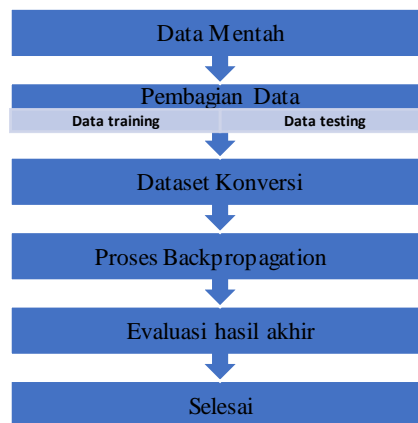 Data Mentah
Pembagian Data
Data training Data testing
Dataset Konversi
Proses Backpropagation
Evaluasi hasil akhir
Selesai